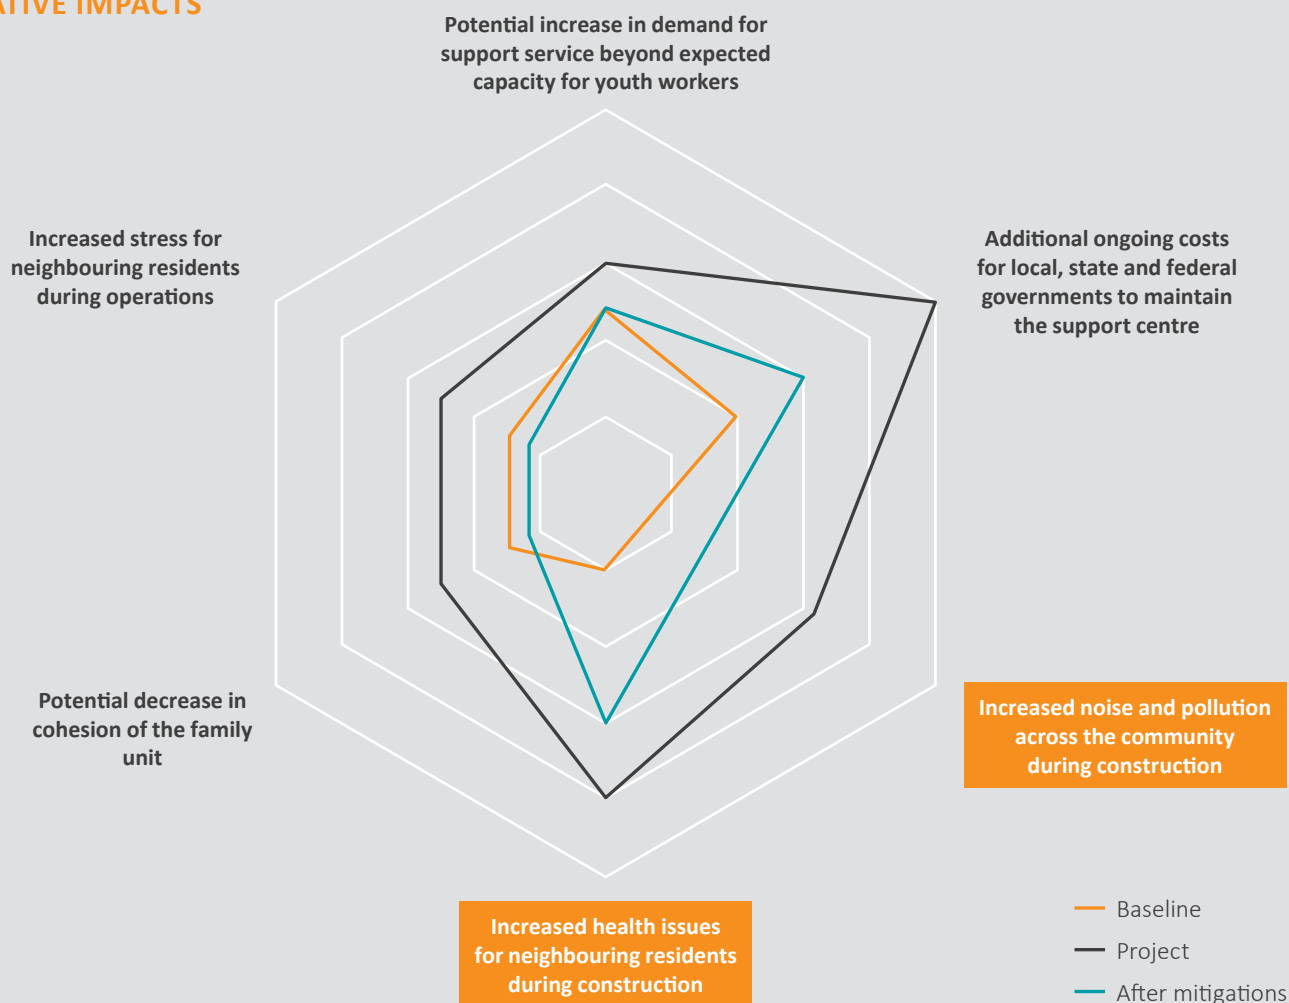 ATIVE IMPACTS
Potential increase in demand for
support service beyond expected
capacity for youth workers
Increased stress for
neighbouring residents
during operations
Additional ongoing costs
for local, state and federal
governments to maintain
the support centre
Potential decrease in
cohesion of the family
unit
Increased noise and pollution
across the community
during construction
Increased health issues
for neighbouring residents
during construction
Baseline
Project
After mitigations